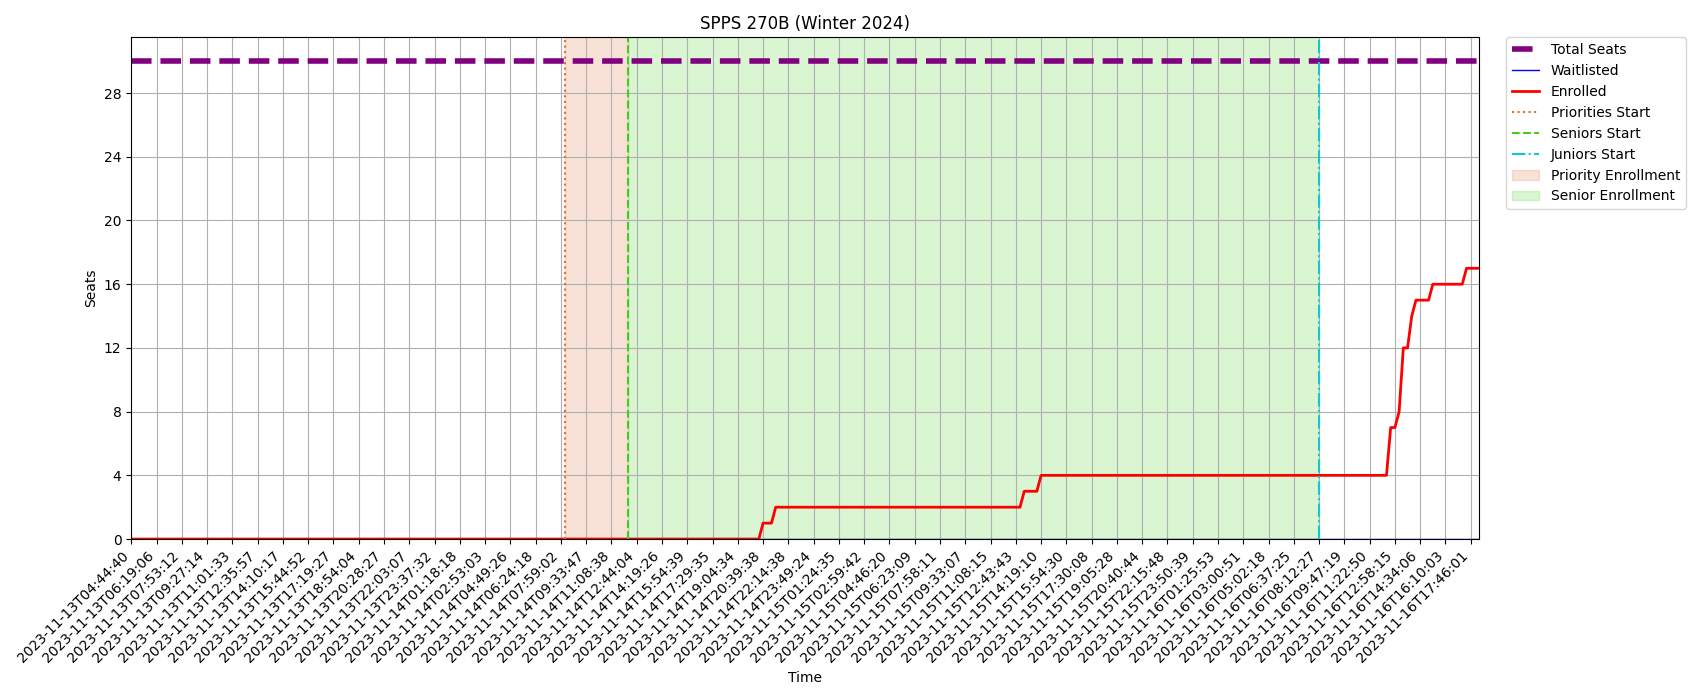 SPPS 270B (Winter 2024)
Total Seats
Waitlisted
Enrolled
Priorities Start
Seniors Start
Juniors Start
Priority Enrollment
Senior Enrollment
Seats
28
24
20
16
12
8
4
0
2023-11-13T04:44:40
2023-11-13T06:19:06
2023-11-13T07:53:12
2023-11-13T09:27:14
2023-11-13T11:01:33
2023-11-13T12:35:57
2023-11-13T14:10:17
2023-11-13T15:44:52
2023-11-13T17:19:27
2023-11-13T18:54:04
2023-11-13T20:28:27
2023-11-13T22:03:07
2023-11-13T23:37:32
2023-11-14T01:18:18
2023-11-14T02:53:03
2023-11-14T04:49:26
2023-11-14T06:24:18
2023-11-14T07:59:02
2023-11-14T09:33:47
2023-11-14T11:08:38
2023-11-14T12:44:04
2023-11-14T14:19:26
2023-11-14T15:54:39
2023-11-14T17:29:35
2023-11-14T19:04:34
2023-11-14T20:39:38
2023-11-14T22:14:38
2023-11-14T23:49:24
2023-11-15T01:24:35
2023-11-15T02:59:42
2023-11-15T04:46:20
2023-11-15T06:23:09
2023-11-15T07:58:11
2023-11-15T09:33:07
2023-11-15T11:08:15
2023-11-15T12:43:43
2023-11-15T14:19:10
2023-11-15T15:54:30
2023-11-15T17:30:08
2023-11-15T19:05:28
2023-11-15T20:40:44
2023-11-15T22:15:48
2023-11-15T23:50:39
2023-11-16T01:25:53
2023-11-16T03:00:51
2023-11-16T05:02:18
2023-11-16T06:37:25
2023-11-16T08:12:27
2023-11-16T09:47:19
2023-11-16T11:22:50
2023-11-16T12:58:15
2023-11-16T14:34:06
2023-11-16T16:10:03
2023-11-16T17:46:01
Time